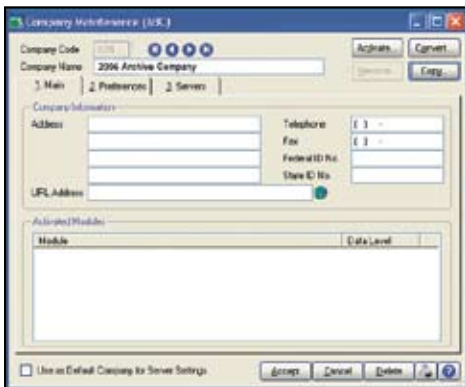 Company Maintenance (ABC)
Company Code
Activate... Convert...
Company Name 2006 Archive Company
Remove... Copy...
1. Main 2. Preferences 3. Servers
Company Information
Address
Telephone ( ) -
Fax ( ) -
Federal ID No.
State ID No.
URL Address
Activated Modules
Module Data Level
Use as Default Company for Server Settings
Accept Cancel Delete